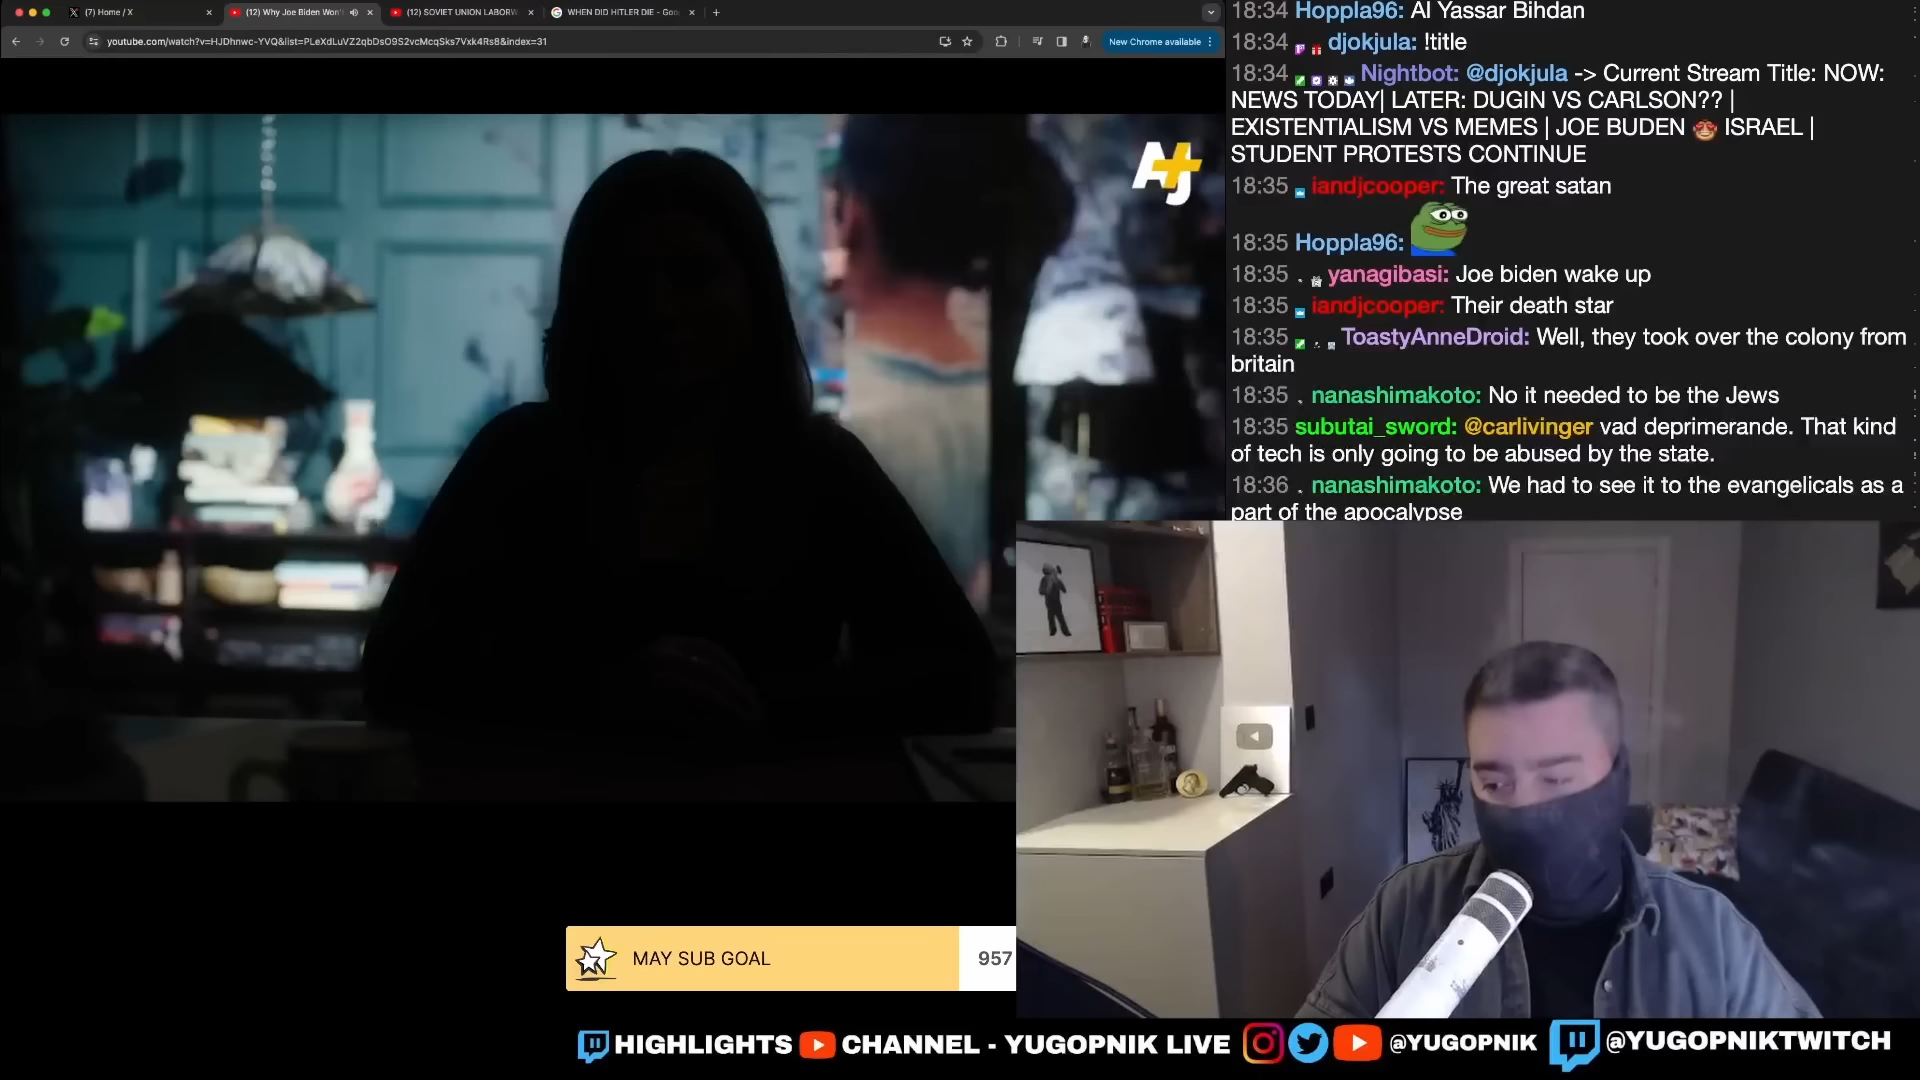 (7) Home / X
(12) Why Joe Biden Won'
(12) SOVIET UNION LABORW
WHEN DID HITLER DIE - Goo
youtube.com/watch?v=HJDhnwc-YVQ&list=PLeXdLuVZ2qbDsO9S2vcMcqSks7Vxk4Rs8&index=31
New Chrome available
18:34 Hoppla96: Al Yassar Bihdan
18:34 djokjula: !title
18:34 Nightbot: @djokjula -> Current Stream Title: NOW:
NEWS TODAY| LATER: DUGIN VS CARLSON?? |
EXISTENTIALISM VS MEMES | JOE BUDEN 😍 ISRAEL |
STUDENT PROTESTS CONTINUE
18:35 iandjcooper: The great satan
18:35 Hoppla96:
18:35 yanagibasi: Joe biden wake up
18:35 iandjcooper: Their death star
18:35 ToastyAnneDroid: Well, they took over the colony from
britain
18:35 nanashimakoto: No it needed to be the Jews
18:35 subutai_sword: @carlivinger vad deprimerande. That kind
of tech is only going to be abused by the state.
18:36 nanashimakoto: We had to see it to the evangelicals as a
part of the apocalypse
AJ+
MAY SUB GOAL
957
HIGHLIGHTS CHANNEL - YUGOPNIK LIVE @YUGOPNIK @YUGOPNIKTWITCH